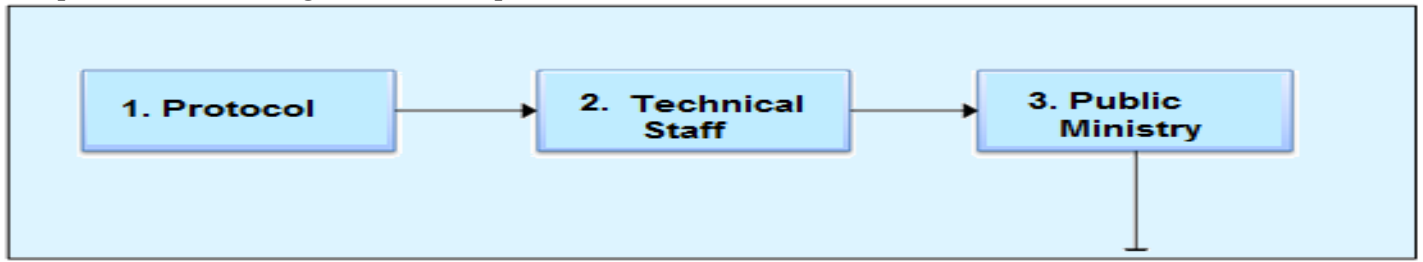 1. Protocol
2. Technical
Staff
3. Public
Ministry